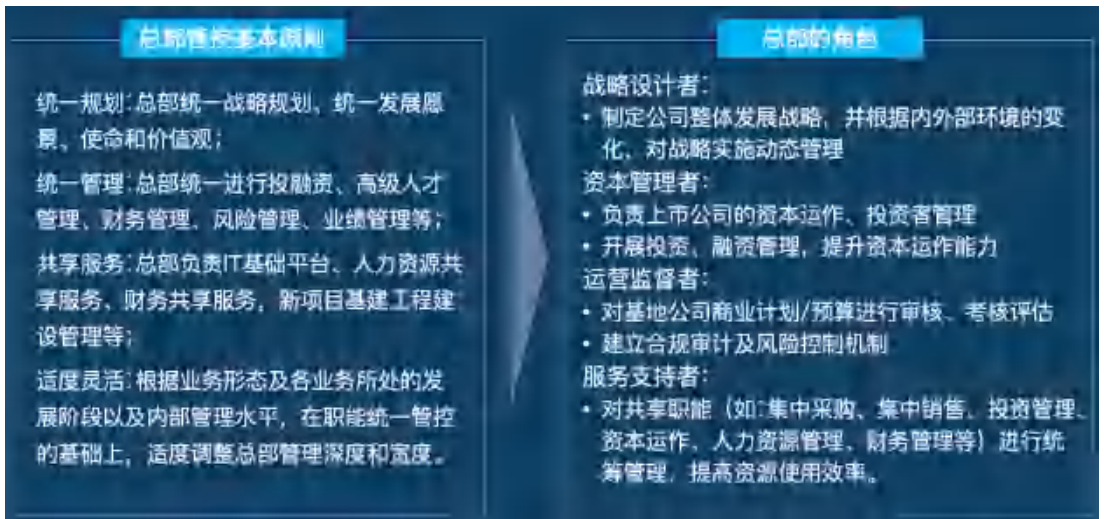 总部管控基本原则
统一规划:总部统一战略规划、统一发展愿
景、使命和价值观;
统一管理:总部统一进行投融资、高级人才
管理、财务管理、风险管理、业绩管理等;
共享服务:总部负责IT基础平台、人力资源共
享服务、财务共享服务,新项目基建工程建
设管理等;
适度灵活:根据业务形态及各业务所处的发
展阶段以及内部管理水平,在职能统一管控
的基础上,适度调整总部管理深度和宽度。
总部的角色
战略设计者:
• 制定公司整体发展战略,并根据内外部环境的变
化,对战略实施动态管理
资本管理者:
• 负责上市公司的资本运作、投资者管理
• 开展投资、融资管理,提升资本运作能力
运营监督者:
• 对基地公司商业计划/预算进行审核、考核评估
• 建立合规审计及风险控制机制
服务支持者:
• 对共享职能(如:集中采购、集中销售、投资管理、
资本运作、人力资源管理、财务管理等)进行统
筹管理,提高资源使用效率。